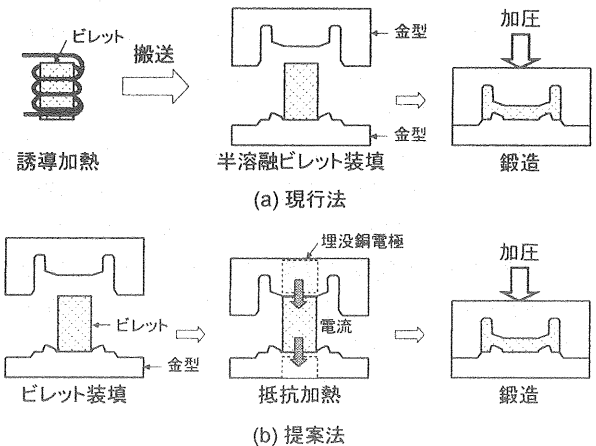 ビレット
搬送
金型
加圧
金型
誘導加熱
半溶融ビレット装填
鍛造
(a) 現行法
埋没銅電極
加圧
ビレット
電流
金型
ビレット装填
抵抗加熱
鍛造
(b) 提案法